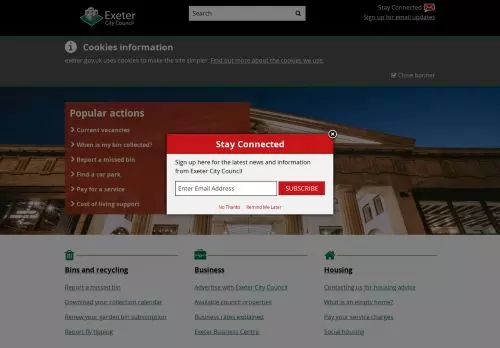 Exeter
City Council
Search
Stay Connected
Sign up for email updates
Cookies information
exeter.gov.uk uses cookies to make the site simpler. Find out more about the cookies we use.
Close banner
Popular actions
Current vacancies
When is my bin collected?
Report a missed bin
Find a car park
Pay for a service
Cost of living support
Stay Connected
Sign up here for the latest news and information
from Exeter City Council
Enter Email Address
SUBSCRIBE
No Thanks
Remind Me Later
Bins and recycling
Report a missed bin
Download your collection calendar
Renew your garden bin subscription
Report fly tipping
Business
Advertise with Exeter City Council
Available council properties
Business rates explained
Exeter Business Centre
Housing
Contacting us for housing advice
What is an empty home?
Pay your service charges
Social housing